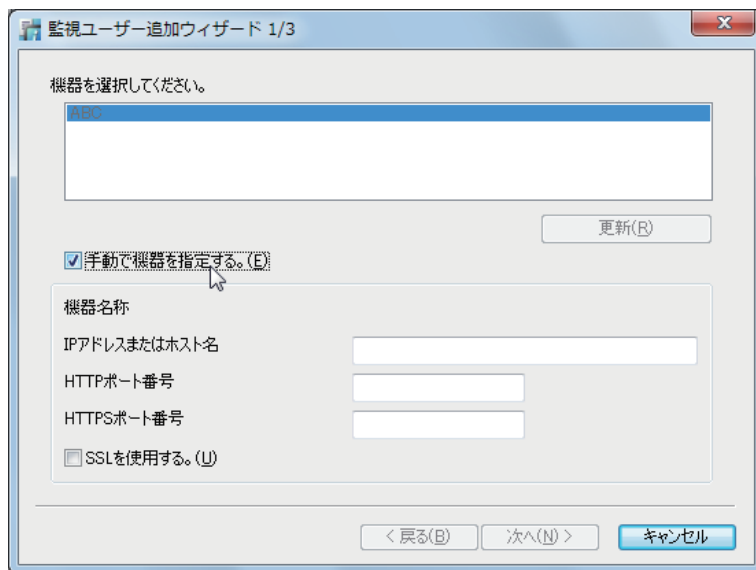 監視ユーザー追加ウィザード 1/3
機器を選択してください。
ABC
更新(R)
手動で機器を指定する。(E)
機器名称
IPアドレスまたはホスト名
HTTPポート番号
HTTPSポート番号
SSLを使用する。(U)
< 戻る(B)
次へ(N) >
キャンセル